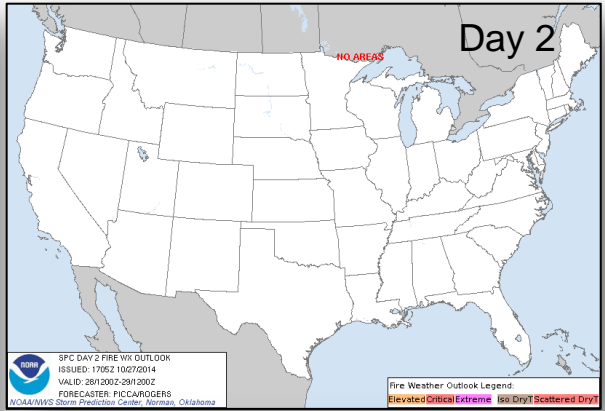 Day 2
NO AREAS
SPC DAY 2 FIRE WX OUTLOOK
ISSUED: 1705Z 10/27/2014
VALID: 28/1200Z-29/1200Z
FORECASTER: PICCA/ROGERS
NOAA/NWS Storm Prediction Center, Norman, Oklahoma
NOAA
Fire Weather Outlook Legend:
Elevated Critical Extreme Iso DryT Scattered DryT